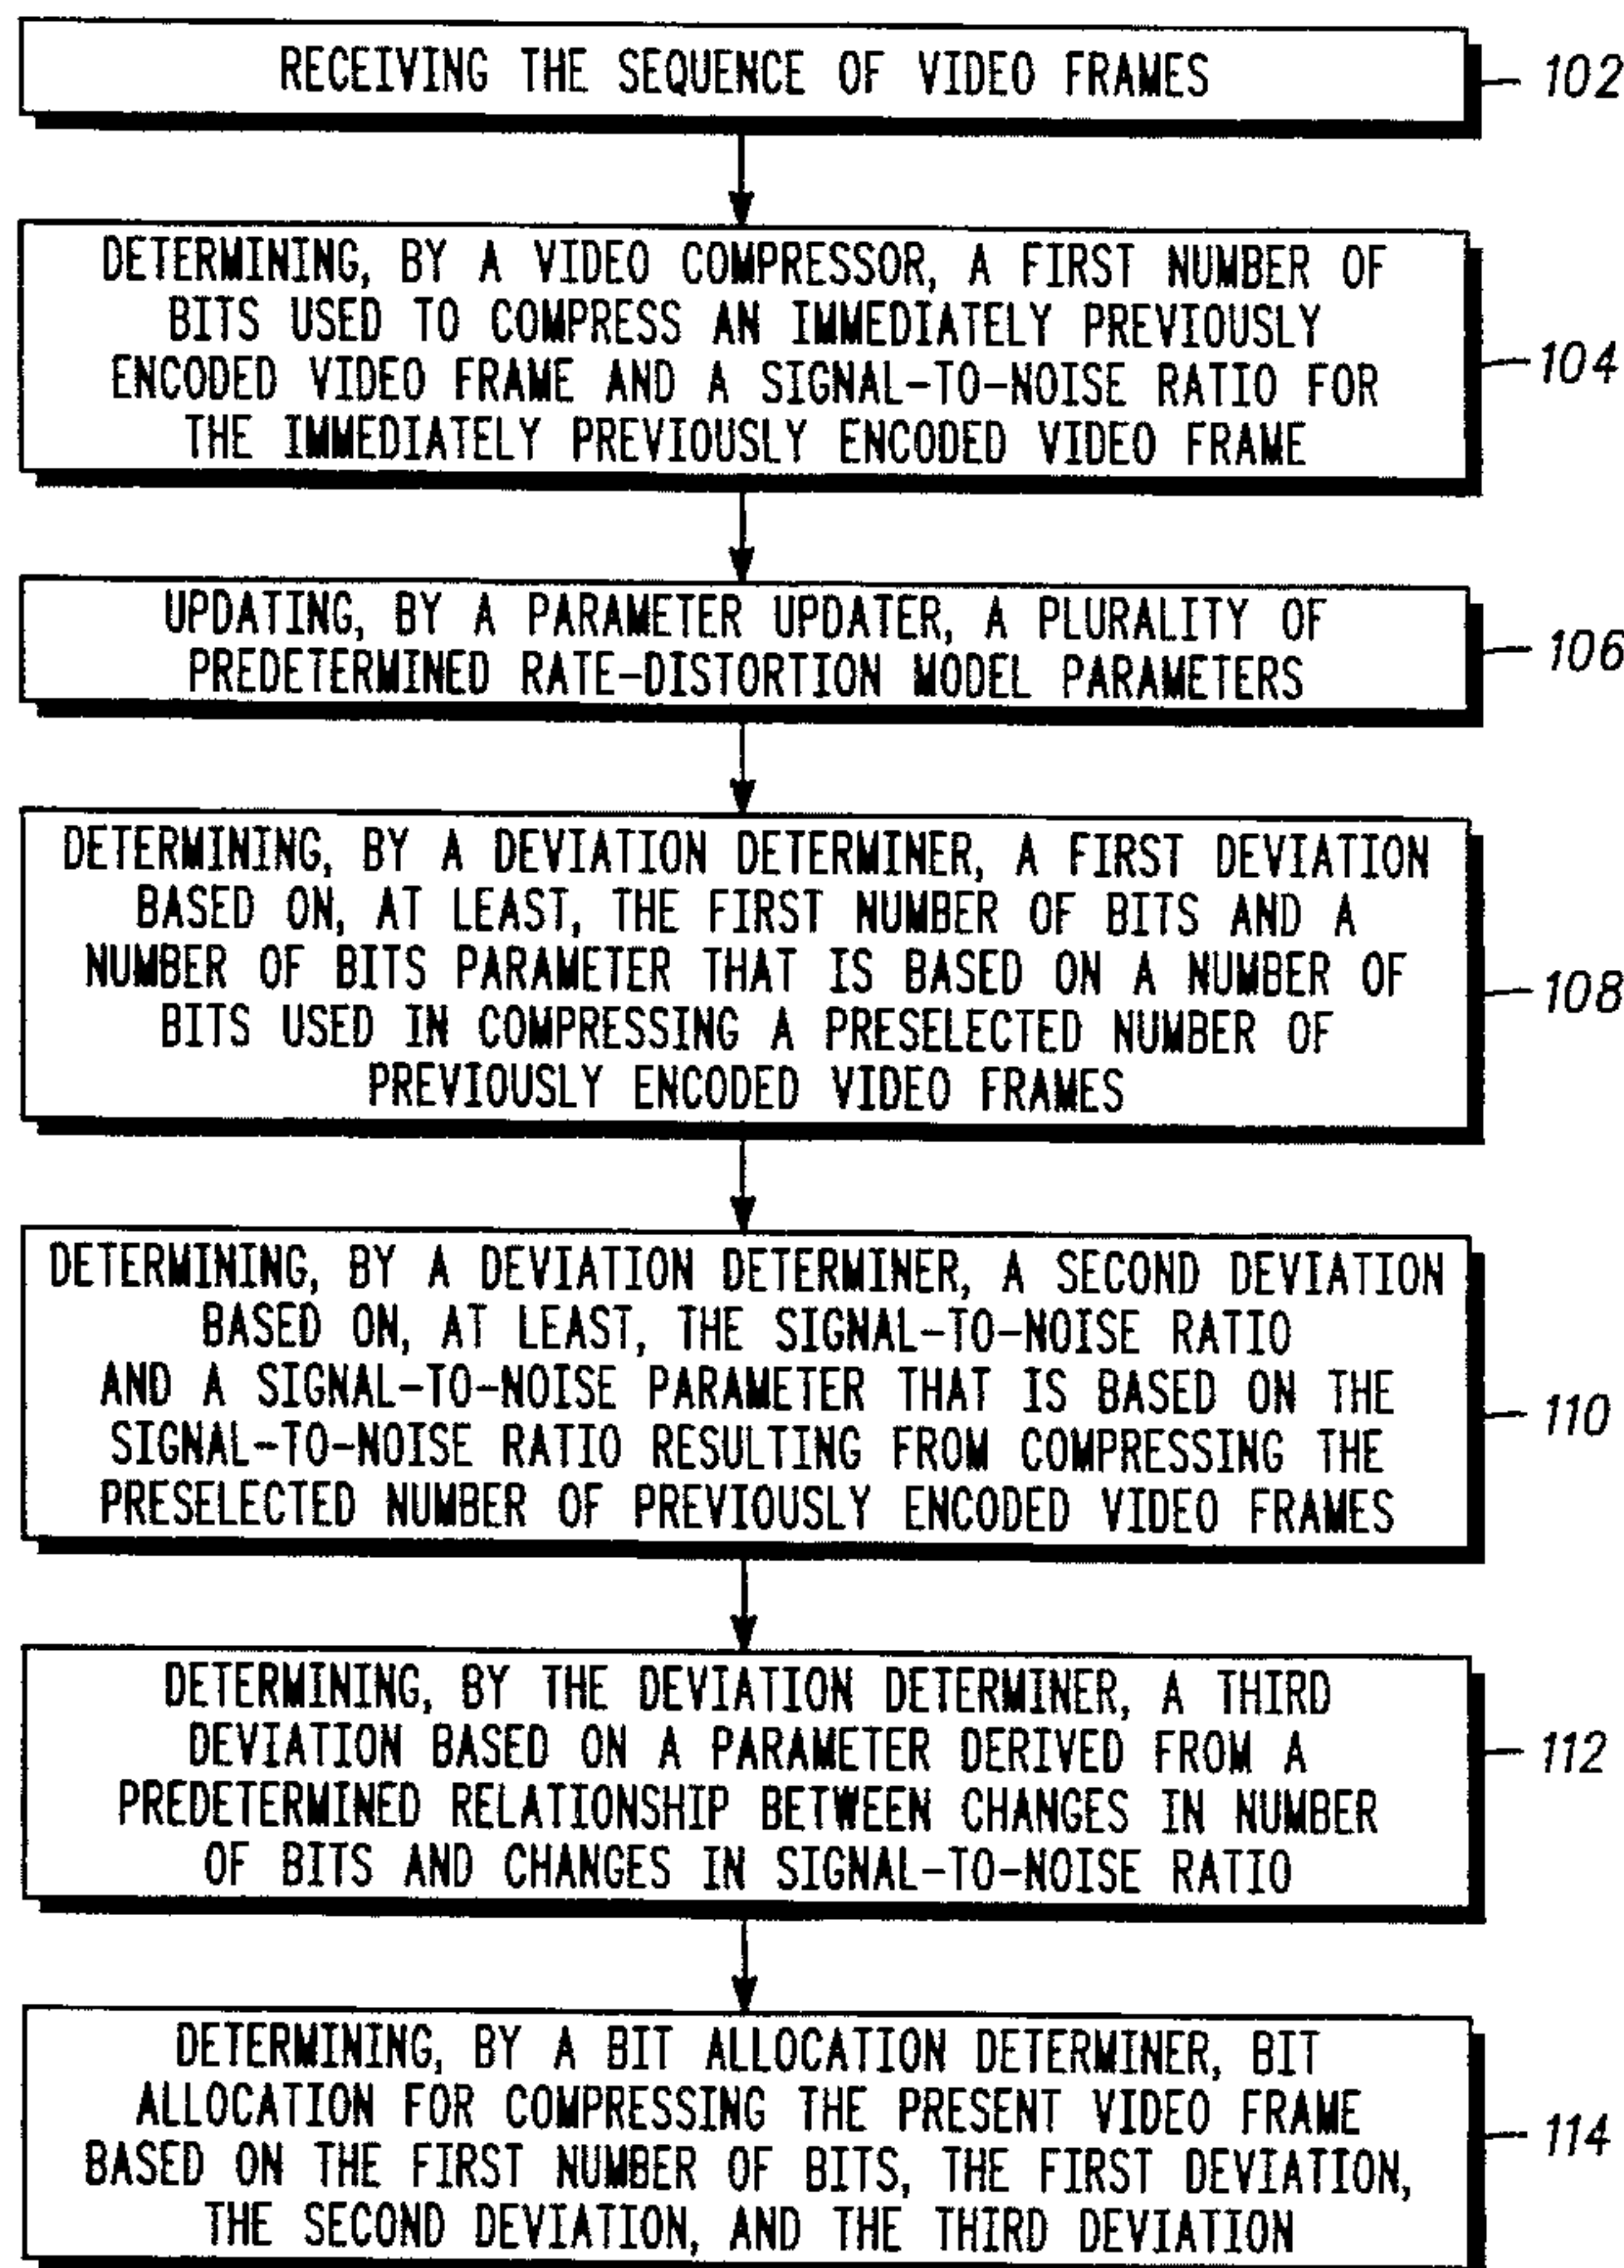 RECEIVING THE SEQUENCE OF VIDEO FRAMES
102
DETERMINING, BY A VIDEO COMPRESSOR, A FIRST NUMBER OF
BITS USED TO COMPRESS AN IMMEDIATELY PREVIOUSLY
ENCODED VIDEO FRAME AND A SIGNAL-TO-NOISE RATIO FOR
THE IMMEDIATELY PREVIOUSLY ENCODED VIDEO FRAME
104
UPDATING, BY A PARAMETER UPDATER, A PLURALITY OF
PREDETERMINED RATE-DISTORTION MODEL PARAMETERS
106
DETERMINING, BY A DEVIATION DETERMINER, A FIRST DEVIATION
BASED ON, AT LEAST, THE FIRST NUMBER OF BITS AND A
NUMBER OF BITS PARAMETER THAT IS BASED ON A NUMBER OF
BITS USED IN COMPRESSING A PRESELECTED NUMBER OF
PREVIOUSLY ENCODED VIDEO FRAMES
108
DETERMINING, BY A DEVIATION DETERMINER, A SECOND DEVIATION
BASED ON, AT LEAST, THE SIGNAL-TO-NOISE RATIO
AND A SIGNAL-TO-NOISE PARAMETER THAT IS BASED ON THE
SIGNAL-TO-NOISE RATIO RESULTING FROM COMPRESSING THE
PRESELECTED NUMBER OF PREVIOUSLY ENCODED VIDEO FRAMES
110
DETERMINING, BY THE DEVIATION DETERMINER, A THIRD
DEVIATION BASED ON A PARAMETER DERIVED FROM A
PREDETERMINED RELATIONSHIP BETWEEN CHANGES IN NUMBER
OF BITS AND CHANGES IN SIGNAL-TO-NOISE RATIO
112
DETERMINING, BY A BIT ALLOCATION DETERMINER, BIT
ALLOCATION FOR COMPRESSING THE PRESENT VIDEO FRAME
BASED ON THE FIRST NUMBER OF BITS, THE FIRST DEVIATION,
THE SECOND DEVIATION, AND THE THIRD DEVIATION
114